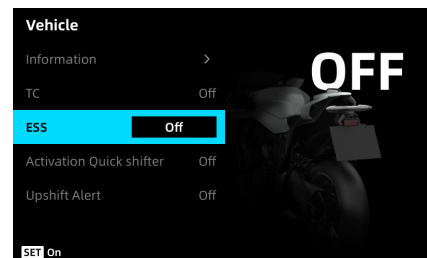 Vehicle
Information >
OFF
TC Off
ESS Off
Activation Quick shifter Off
Upshift Alert Off
SET On